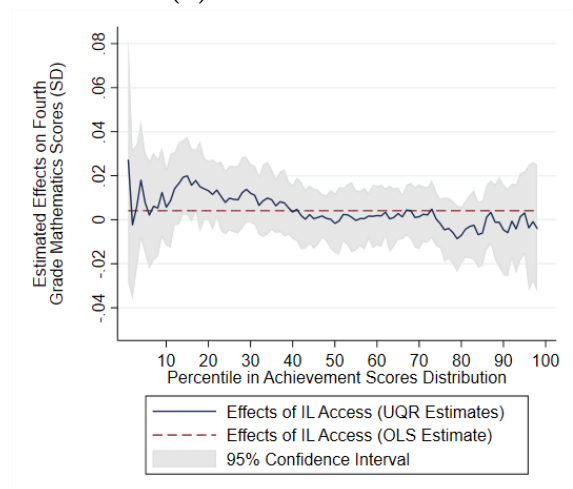 Estimated Effects on Fourth
Grade Mathematics Scores (SD)
.08
.06
.04
.02
0
-.02
-.04
10 20 30 40 50 60 70 80 90 100
Percentile in Achievement Scores Distribution
Effects of IL Access (UQR Estimates)
Effects of IL Access (OLS Estimate)
95% Confidence Interval